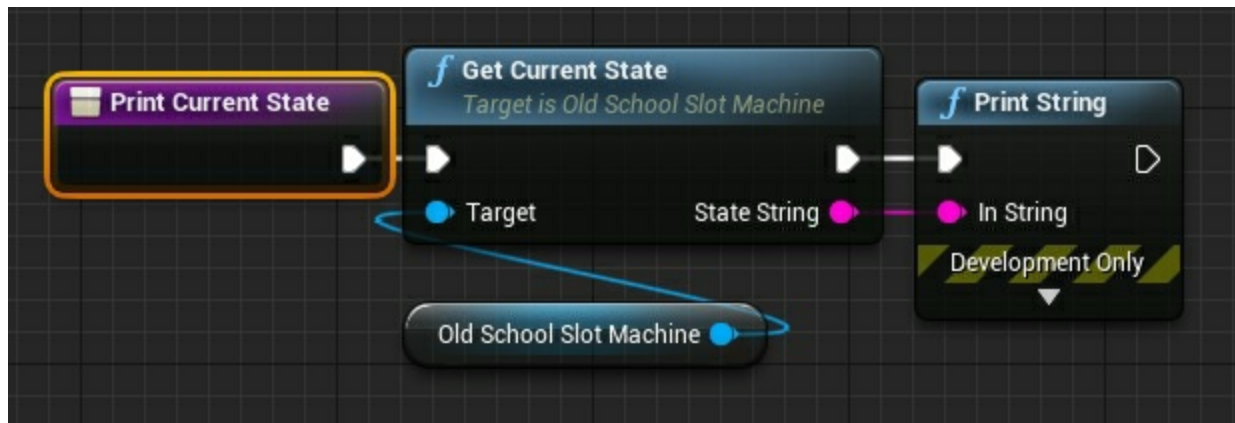 Print Current State
f Get Current State
Target is Old School Slot Machine
Target
State String
Old School Slot Machine
f Print String
In String
Development Only